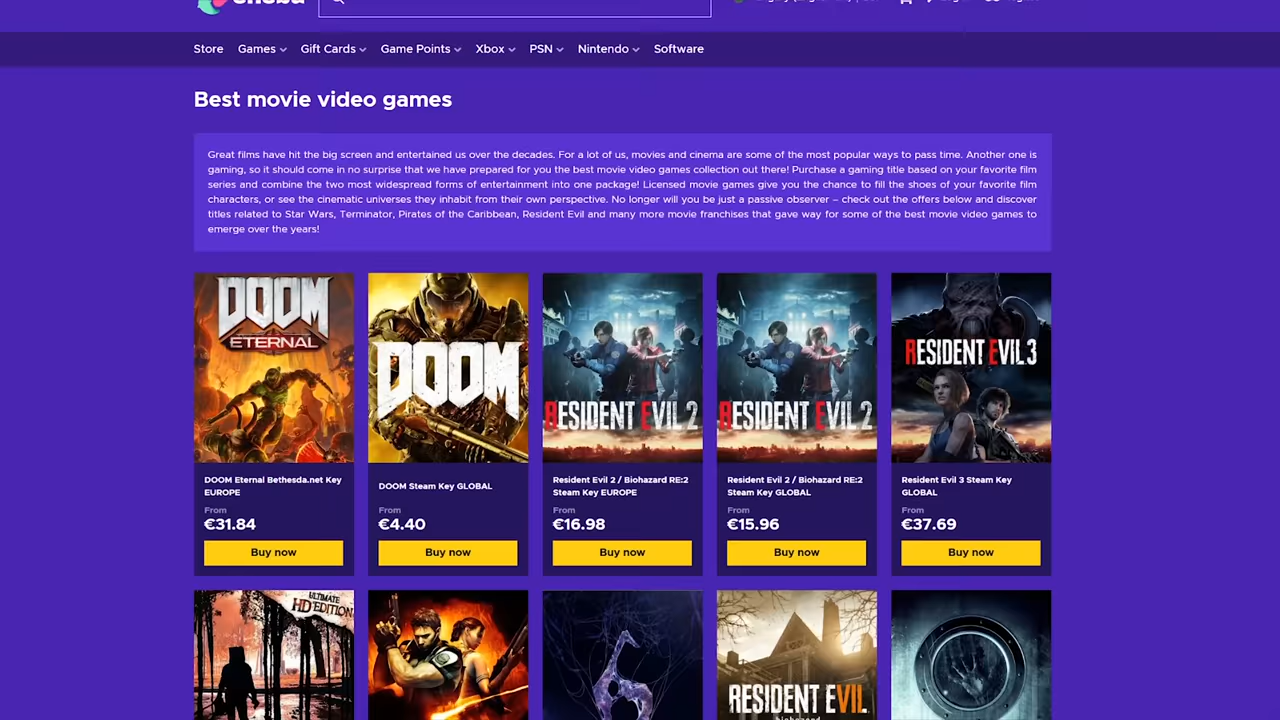 Store Games Gift Cards Game Points Xbox PSN Nintendo Software
Best movie video games
Great films have hit the big screen and entertained us over the decades. For a lot of us, movies and cinema are some of the most popular ways to pass time. Another one is
gaming, so it should come in no surprise that we have prepared for you the best movie video games collection out there! Purchase a gaming title based on your favorite film
series and combine the two most widespread forms of entertainment into one package! Licensed movie games give you the chance to fill the shoes of your favorite film
characters, or see the cinematic universes they inhabit from their own perspective. No longer will you be just a passive observer – check out the offers below and discover
titles related to Star Wars, Terminator, Pirates of the Caribbean, Resident Evil and many more movie franchises that gave way for some of the best movie video games to
emerge over the years!
DOOM
ETERNAL
DOOM
RESIDENT EVIL 2
RESIDENT EVIL 2
RESIDENT EVIL 3
DOOM Eternal Bethesda.net Key
EUROPE
From
€31.84
Buy now
DOOM Steam Key GLOBAL
From
€4.40
Buy now
Resident Evil 2 / Biohazard RE:2
Steam Key EUROPE
From
€16.98
Buy now
Resident Evil 2 / Biohazard RE:2
Steam Key GLOBAL
From
€15.96
Buy now
Resident Evil 3 Steam Key
GLOBAL
From
€37.69
Buy now
ULTIMATE
HD EDITION
RESIDENT EVIL